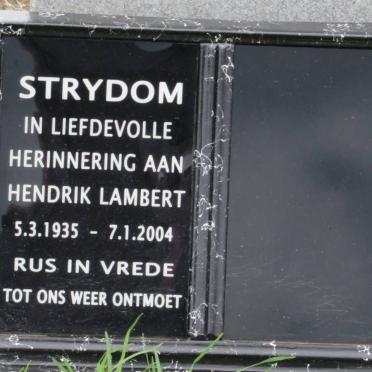 STRYDOM
IN LIEFDEVOLLE
HERINNERING AAN
HENDRIK LAMBERT
5.3.1935 - 7.1.2004
RUS IN VREDE
TOT ONS WEER ONTMOET